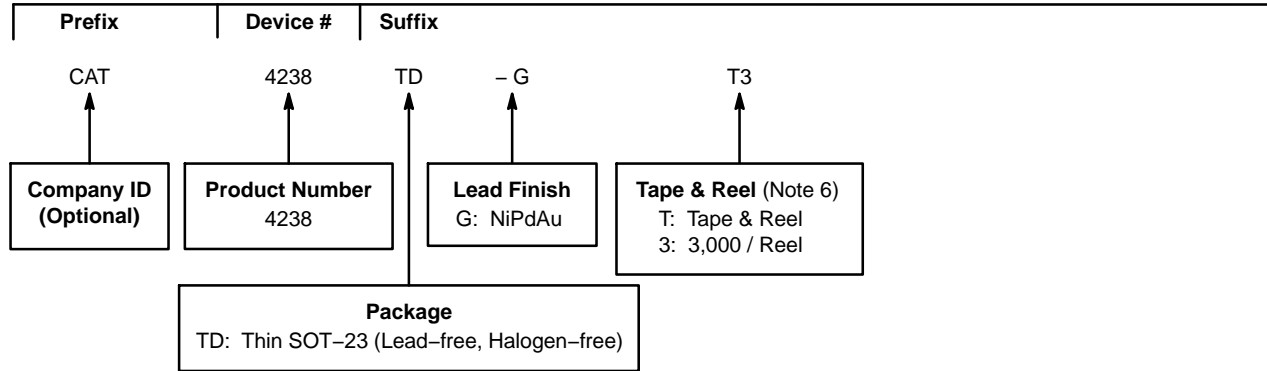 Prefix Device # Suffix
CAT 4238 TD – G T3
Company ID
(Optional)
Product Number
4238
Lead Finish
G: NiPdAu
Tape & Reel (Note 6)
T: Tape & Reel
3: 3,000 / Reel
Package
TD: Thin SOT−23 (Lead−free, Halogen−free)